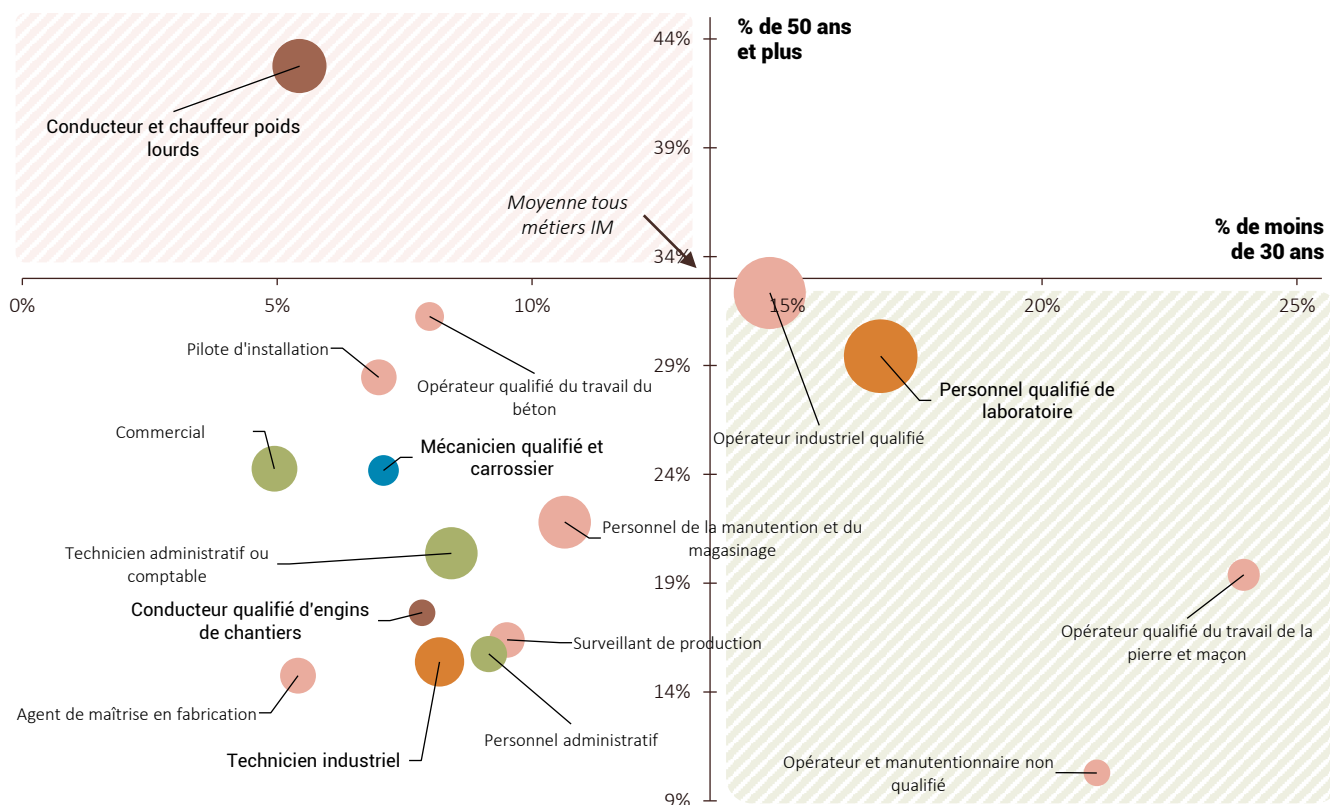 44%
% de 50 ans
et plus
Conducteur et chauffeur poids
lourds
39%
Moyenne tous
métiers IM
% de moins
de 30 ans
34%
0%
5%
10%
15%
20%
25%
Pilote d'installation
29%
Opérateur qualifié du travail du
béton
Personnel qualifié de
laboratoire
Commercial
Mécanicien qualifié et
carrossier
Opérateur industriel qualifié
24%
Personnel de la manutention et du
magasinage
Technicien administratif ou
comptable
19%
Conducteur qualifié d'engins
de chantiers
Surveillant de production
Opérateur qualifié du travail de la
pierre et maçon
14%
Agent de maîtrise en fabrication
Personnel administratif
Technicien industriel
Opérateur et manutentionnaire non
qualifié
9%